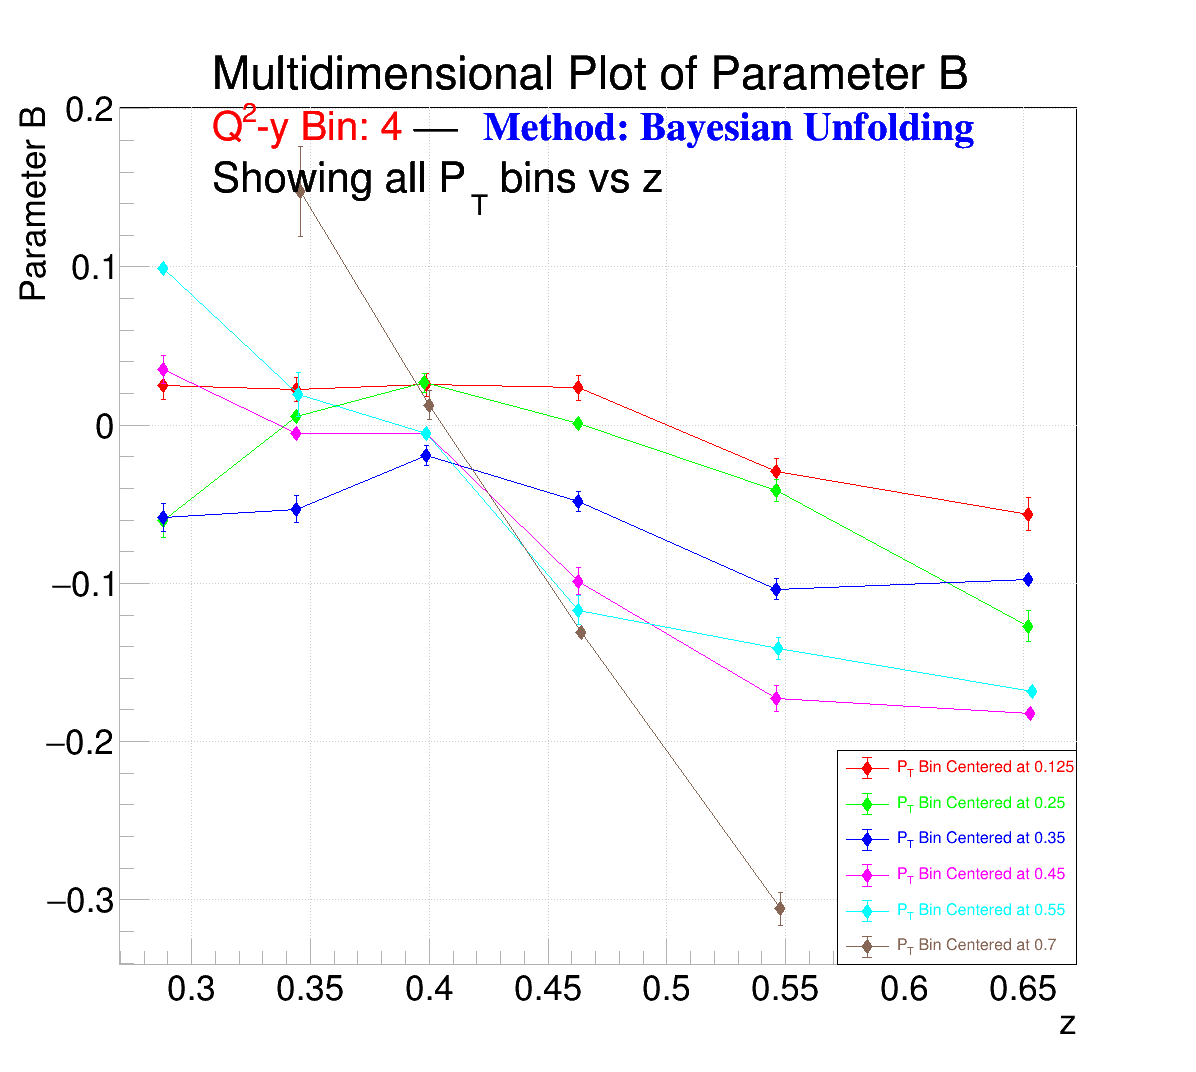 Multidimensional Plot of Parameter B
Q²-y Bin: 4 — Method: Bayesian Unfolding
Showing all P_T bins vs z
Parameter B
0.2
0.1
0
−0.1
−0.2
−0.3
P_T Bin Centered at 0.125
P_T Bin Centered at 0.25
P_T Bin Centered at 0.35
P_T Bin Centered at 0.45
P_T Bin Centered at 0.55
P_T Bin Centered at 0.7
0.3 0.35 0.4 0.45 0.5 0.55 0.6 0.65
z